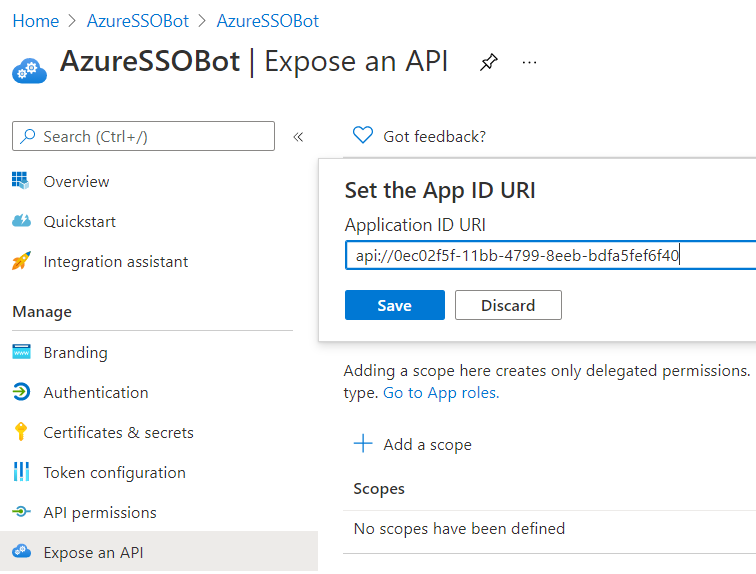 Home > AzureSSOBot > AzureSSOBot
AzureSSOBot | Expose an API ...
Search (Ctrl+/)
«
Overview
Quickstart
Integration assistant
Manage
Branding
Authentication
Certificates & secrets
Token configuration
API permissions
Expose an API
Got feedback?
Set the App ID URI
Application ID URI
api://0ec02f5f-11bb-4799-8eeb-bdfa5fef6f40
Save Discard
Adding a scope here creates only delegated permissions.
type. Go to App roles.
Add a scope
Scopes
No scopes have been defined